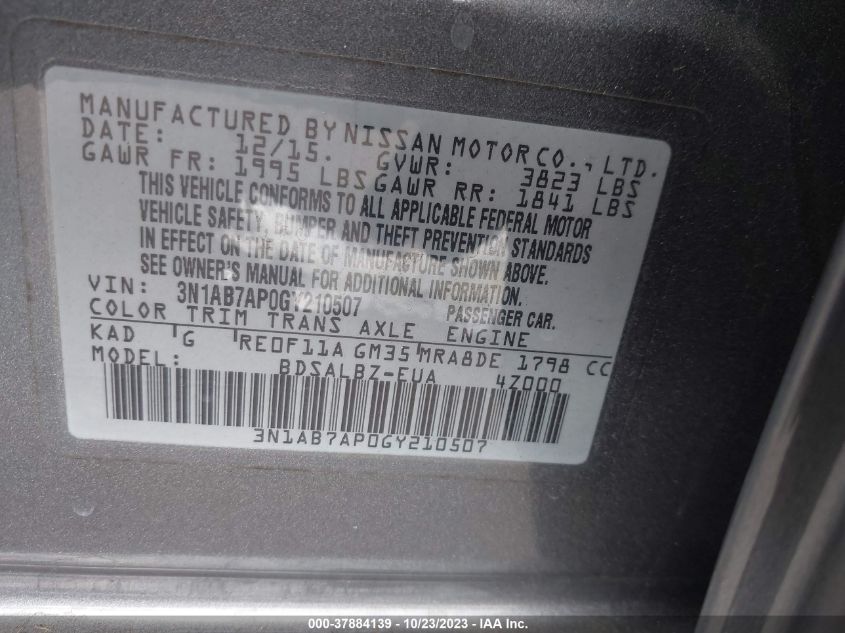 MANUFACTURED BY NISSAN MOTOR CO., LTD.
DATE: 12/15. GVWR: 3823 LBS
GAWR FR: 1995 LBS GAWR RR: 1841 LBS
THIS VEHICLE CONFORMS TO ALL APPLICABLE FEDERAL MOTOR
VEHICLE SAFETY, BUMPER AND THEFT PREVENTION STANDARDS
IN EFFECT ON THE DATE OF MANUFACTURE SHOWN ABOVE.
SEE OWNER'S MANUAL FOR ADDITIONAL INFORMATION.
VIN: 3N1AB7AP0GY210507 PASSENGER CAR.
COLOR TRIM TRANS AXLE ENGINE
KAD G RE0F11A GM35 MRA8DE 1798 CC
MODEL: BDSALBZ-EUA 4Z000
3N1AB7AP0GY210507
000-37884139 - 10/23/2023 - IAA Inc.